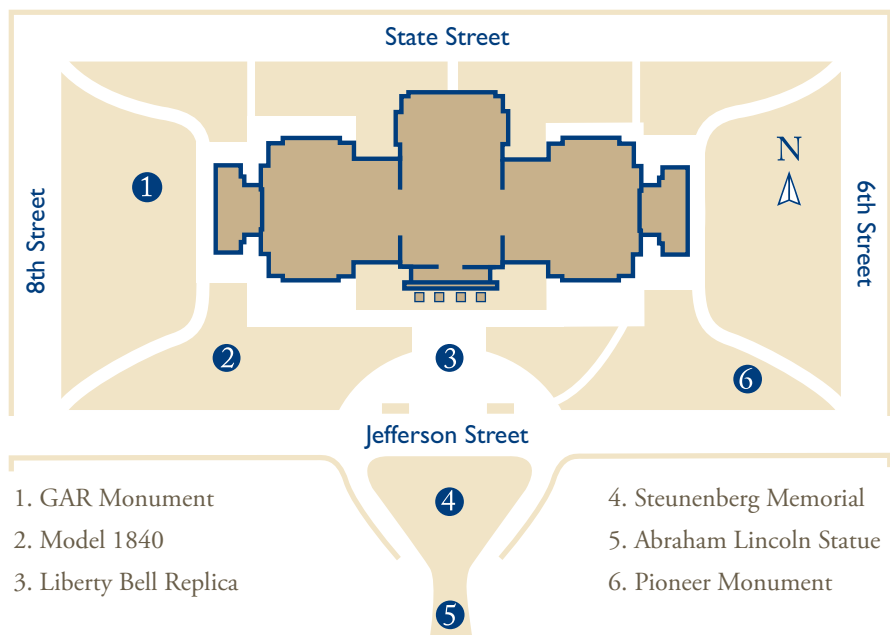 State Street
N
1
8th Street
6th Street
2
3
6
Jefferson Street
4
1. GAR Monument
2. Model 1840
3. Liberty Bell Replica
4. Steunenberg Memorial
5. Abraham Lincoln Statue
6. Pioneer Monument
5